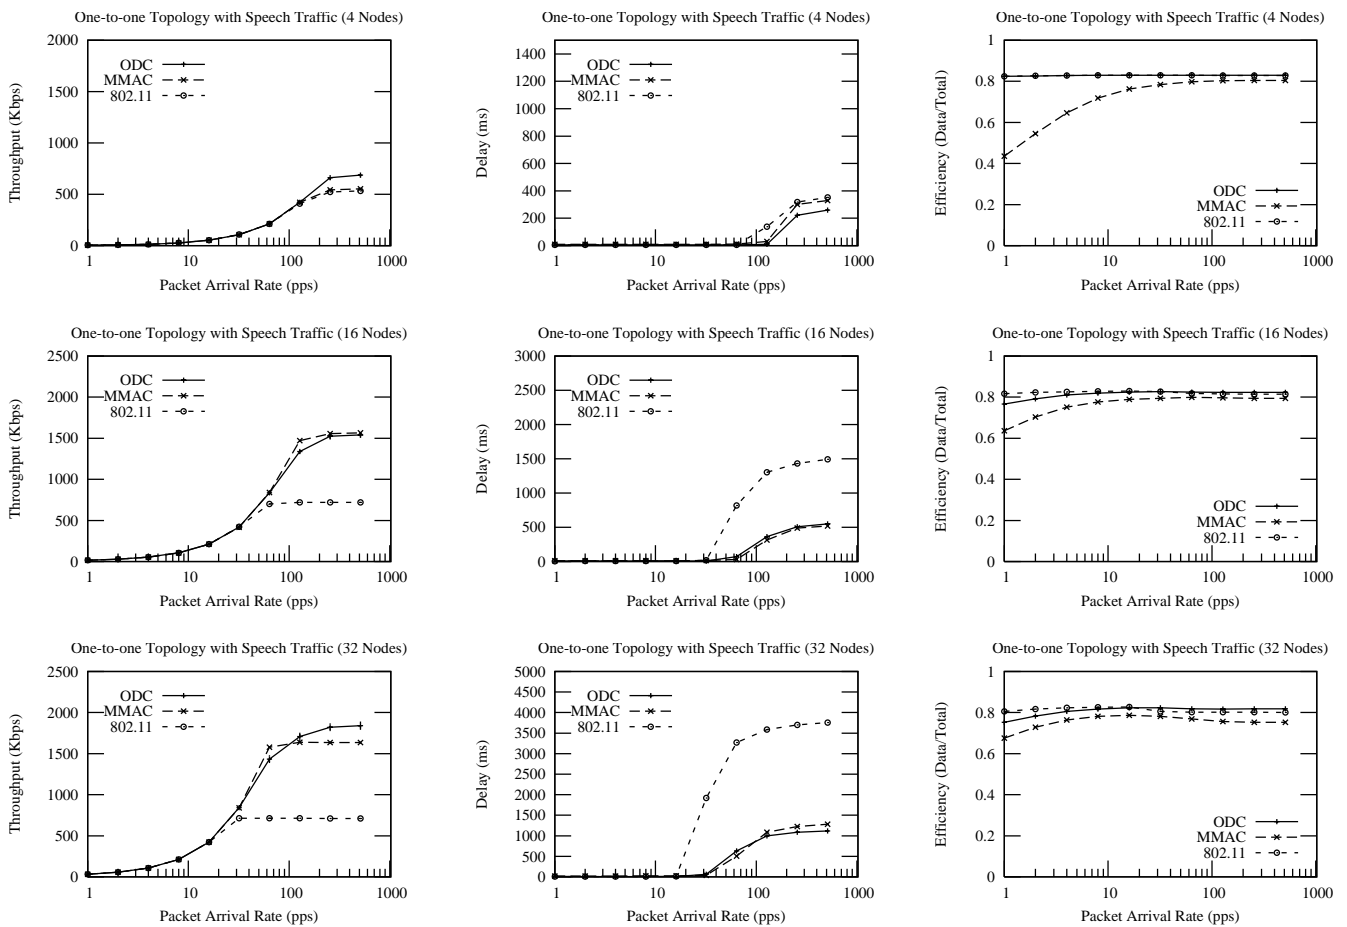 One-to-one Topology with Speech Traffic (4 Nodes)
2000
1500
1000
500
0
1 10 100 1000
Throughput (Kbps)
Packet Arrival Rate (pps)
ODC
MMAC
802.11
One-to-one Topology with Speech Traffic (4 Nodes)
1400
1200
1000
800
600
400
200
0
1 10 100 1000
Delay (ms)
Packet Arrival Rate (pps)
ODC
MMAC
802.11
One-to-one Topology with Speech Traffic (4 Nodes)
1
0.8
0.6
0.4
0.2
0
1 10 100 1000
Efficiency (Data/Total)
Packet Arrival Rate (pps)
ODC
MMAC
802.11
One-to-one Topology with Speech Traffic (16 Nodes)
2500
2000
1500
1000
500
0
1 10 100 1000
Throughput (Kbps)
Packet Arrival Rate (pps)
ODC
MMAC
802.11
One-to-one Topology with Speech Traffic (16 Nodes)
3000
2500
2000
1500
1000
500
0
1 10 100 1000
Delay (ms)
Packet Arrival Rate (pps)
ODC
MMAC
802.11
One-to-one Topology with Speech Traffic (16 Nodes)
1
0.8
0.6
0.4
0.2
0
1 10 100 1000
Efficiency (Data/Total)
Packet Arrival Rate (pps)
ODC
MMAC
802.11
One-to-one Topology with Speech Traffic (32 Nodes)
2500
2000
1500
1000
500
0
1 10 100 1000
Throughput (Kbps)
Packet Arrival Rate (pps)
ODC
MMAC
802.11
One-to-one Topology with Speech Traffic (32 Nodes)
5000
4500
4000
3500
3000
2500
2000
1500
1000
500
0
1 10 100 1000
Delay (ms)
Packet Arrival Rate (pps)
ODC
MMAC
802.11
One-to-one Topology with Speech Traffic (32 Nodes)
1
0.8
0.6
0.4
0.2
0
1 10 100 1000
Efficiency (Data/Total)
Packet Arrival Rate (pps)
ODC
MMAC
802.11